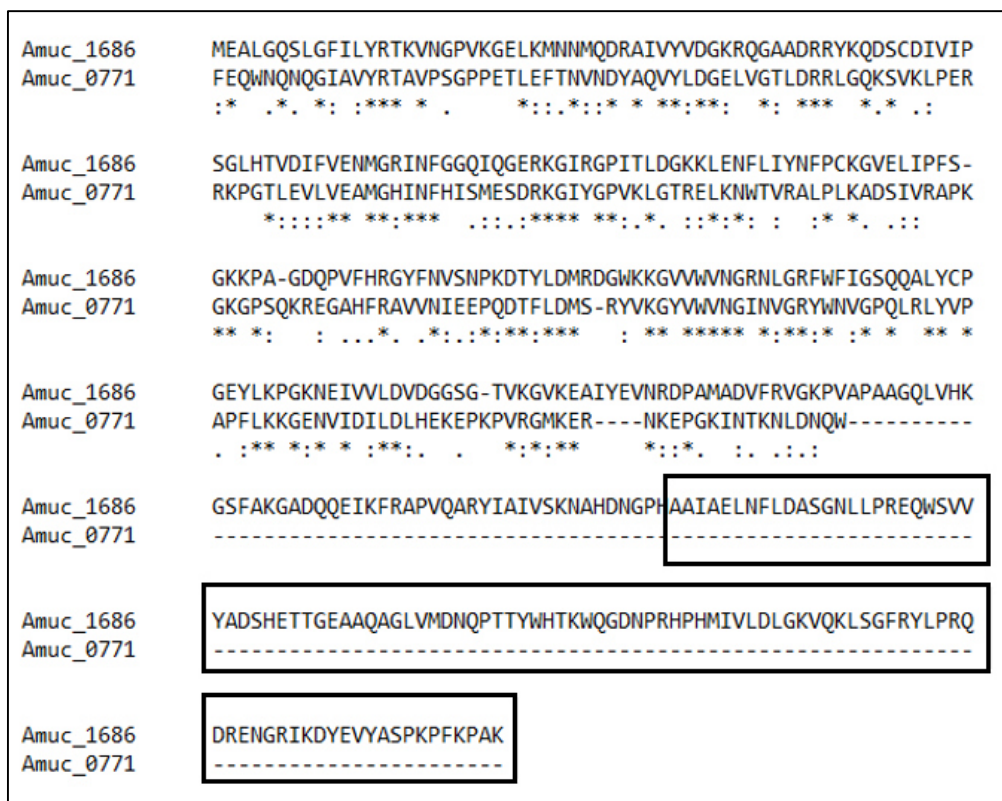 Amuc_1686 MEALGQSLGFILYRTKVNGPVKGELKMNNMQDRAIVYVDGKRQGAADRRYKQDSCDIVIP
Amuc_0771 FEQWNQNQGIAVYRTAVPSGPPETLEFTNVNDYAQVYLDGELVGTLDRRLGQKSVKLPER
:* .*. *: :*** * . *::.*::* * **:**: *: *** *.* .:
Amuc_1686 SGLHTVDIFVENMGRINFGGQIQGERKGIRGPITLDGKKLENFLIYNFPCKGVELIPFS-
Amuc_0771 RKPGTLEVLVEAMGHINFHISMESDRKGIYGPVKLGTRELKNWTVRALPLKADSIVRAPK
*::::** **:*** .::.:**** **:.*. ::*:*: : :* *. .::
Amuc_1686 GKKPA-GDQPVFHRGYFNVSNPKDTYLDMRDGWKKGVVWVNGRNLGRFWFIGSQQALYCP
Amuc_0771 GKGPSQKREGAHFRAVVNIEEPQDTFLDMS-RYVKGYVWVNGINVGRYWNVGPQLRLYVP
** *: : ...*. .*:.:*:**:*** : ** ***** *:**:* :* * ** *
Amuc_1686 GEYLKPGKNEIVVLDVDGGSG-TVKGVKEAIYEVNRDPAMADVFRVGKPVAPAAGQLVHK
Amuc_0771 APFLKKGENVIDILDLHEKEPKPVRGMKER----NKEPGKINTKNLDNQW----------
. :** *:* * :**:. . *:*:** *::*. :. .:.:
Amuc_1686 GSFAKGADQQEIKFRAPVQARYIAIVSKNAHDNGPHAAIAELNFLDASGNLLPREQWSVV
Amuc_0771 ------------------------------------------------------------
Amuc_1686 YADSHETTGEAAQAGLVMDNQPTTYWHTKWQGDNPRHPHMIVLDLGKVQKLSGFRYLPRQ
Amuc_0771 ------------------------------------------------------------
Amuc_1686 DRENGRIKDYEVYASPKPFKPAK
Amuc_0771 -----------------------